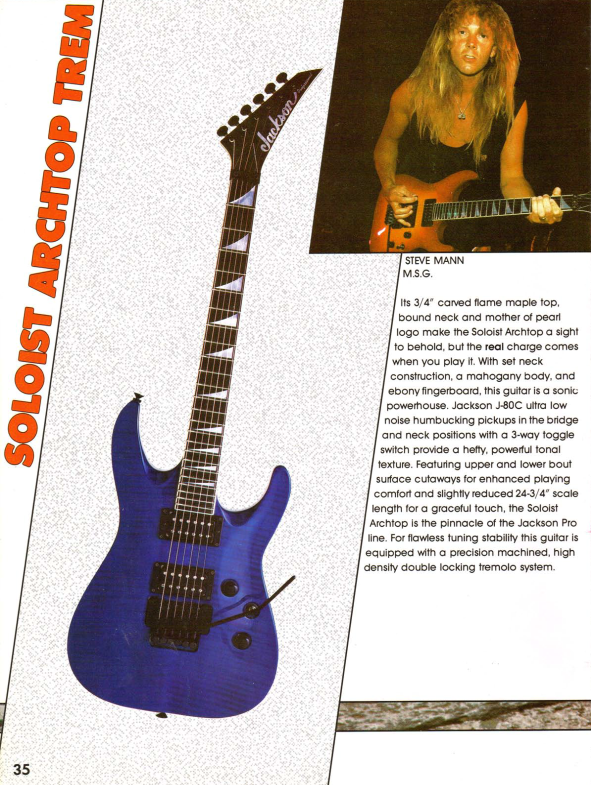 SOLOIST ARCHTOP TREM
Jackson
STEVE MANN
M.S.G.
Its 3/4" carved flame maple top,
bound neck and mother of pearl
logo make the Soloist Archtop a sight
to behold, but the real charge comes
when you play it. With set neck
construction, a mahogany body, and
ebony fingerboard, this guitar is a sonic
powerhouse. Jackson J-80C ultra low
noise humbucking pickups in the bridge
and neck positions with a 3-way toggle
switch provide a hefty, powerful tonal
texture. Featuring upper and lower bout
surface cutaways for enhanced playing
comfort and slightly reduced 24-3/4" scale
length for a graceful touch, the Soloist
Archtop is the pinnacle of the Jackson Pro
line. For flawless tuning stability this guitar is
equipped with a precision machined, high
density double locking tremolo system.
35